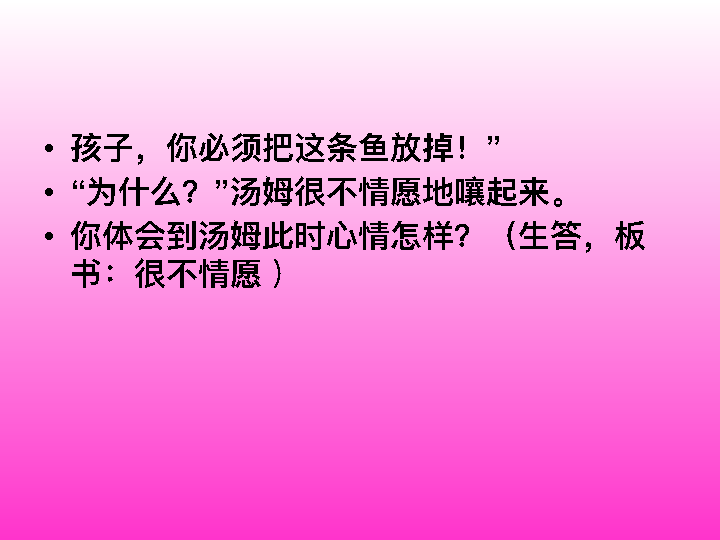 • 孩子，你必须把这条鱼放掉！”
• “为什么？”汤姆很不情愿地嚷起来。
• 你体会到汤姆此时心情怎样？（生答，板
书：很不情愿 ）